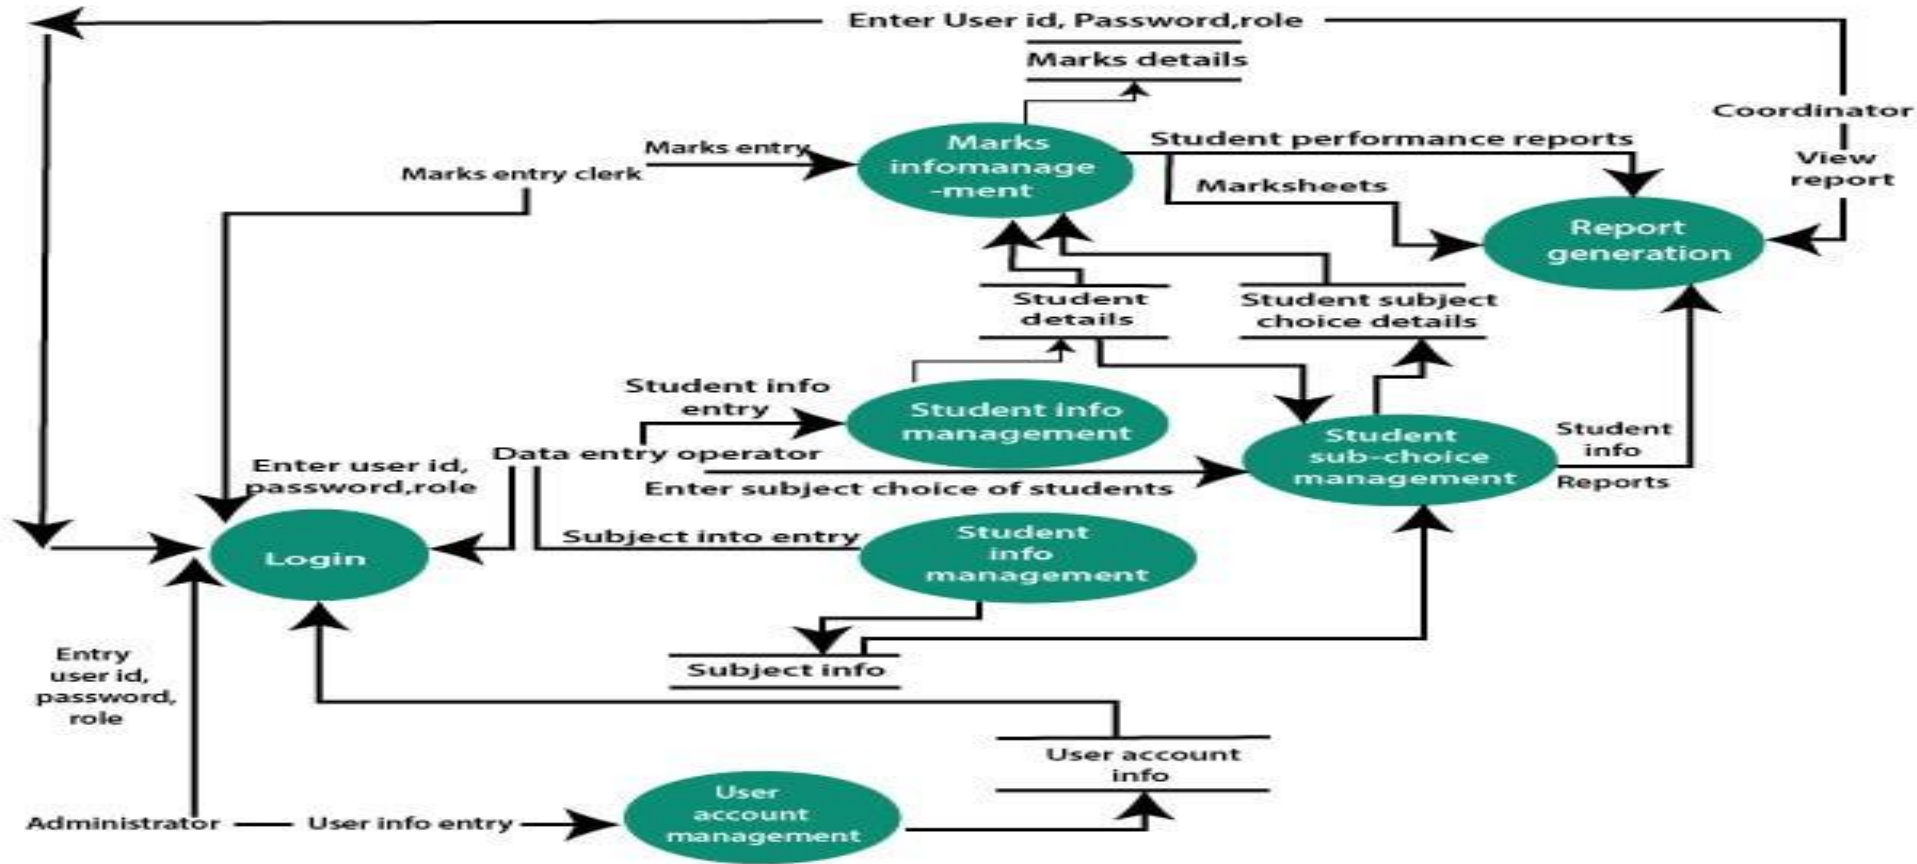 Enter User id, Password,role
Marks details
Coordinator
Marks entry
Marks
infomanage
-ment
Student performance reports
View
report
Marks entry clerk
Marksheets
Report
generation
Student
details
Student subject
choice details
Student info
entry
Student info
management
Data entry operator
Student
sub-choice
management
Student
info
Reports
Enter user id,
password,role
Enter subject choice of students
Login
Subject into entry
Student
info
management
Entry
user id,
password,
role
Subject info
User account
info
Administrator
User info entry
User
account
management